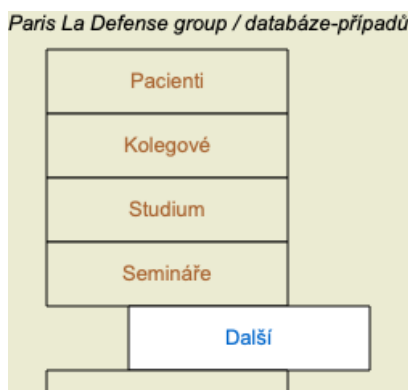 Paris La Defense group / databáze-případů
Pacienti
Kolegové
Studium
Semináře
Další